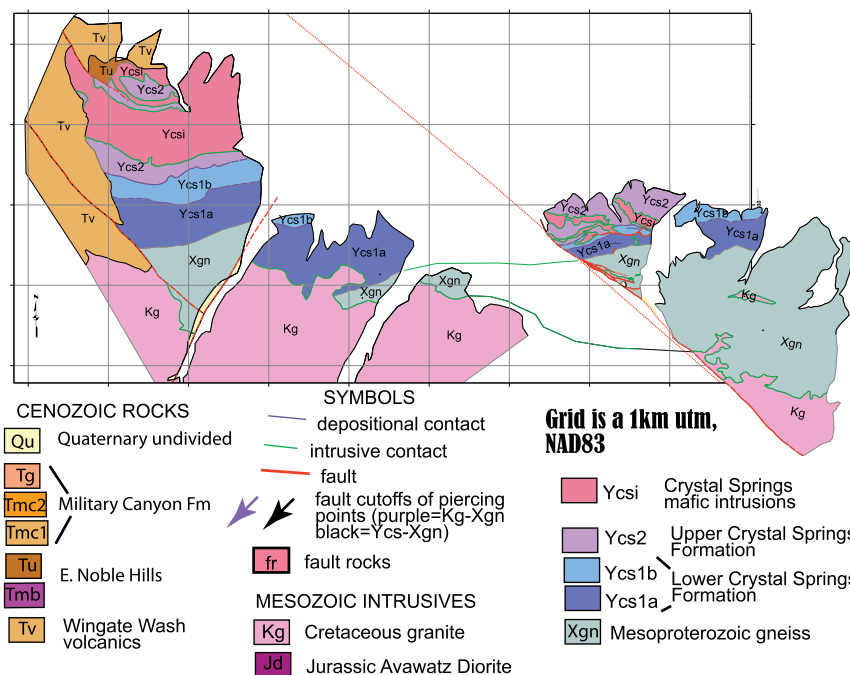 Tv
Tv
Tu
Ycsi
Ycs2
Tv
Ycsi
Ycs2
Ycs1b
Ycs1a
Tv
Xgn
Kg
Ycs1b
Ycs1a
Xgn
Kg
Xgn
Kg
Ycs2
Ycs2
Ycsi
Ycs1a
Xgn
Ycs1b
Ycs1a
Kg
Xgn
Kg
CENOZOIC ROCKS
Qu Quaternary undivided
Tg
Tmc2 Military Canyon Fm
Tmc1
Tu E. Noble Hills
Tmb
Tv Wingate Wash
volcanics
SYMBOLS
depositional contact
intrusive contact
fault
fault cutoffs of piercing
points (purple=Kg-Xgn
black=Ycs-Xgn)
fr fault rocks
MESOZOIC INTRUSIVES
Kg Cretaceous granite
Jd Jurassic Avawatz Diorite
Grid is a 1km utm,
NAD83
Ycsi Crystal Springs
mafic intrusions
Ycs2 Upper Crystal Springs
Formation
Ycs1b Lower Crystal Springs
Ycs1a Formation
Xgn Mesoproterozoic gneiss